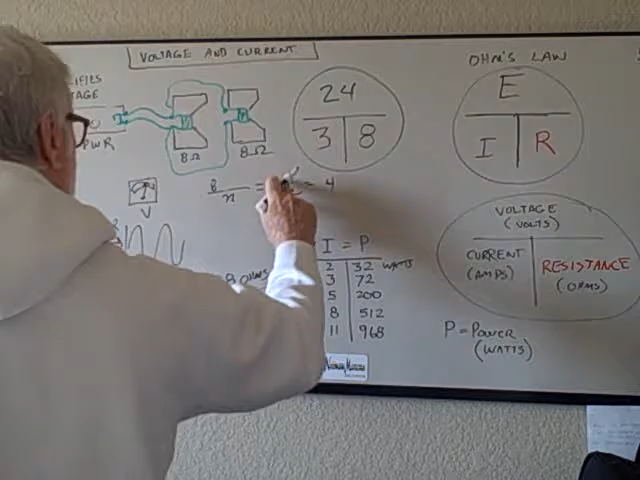 VOLTAGE AND CURRENT
PWR
8Ω
8Ω
V
8
n
=
= 4
24
3 8
OHM'S LAW
E
I R
I = P
2 32 WATTS
3 72
5 200
8 512
11 968
VOLTAGE
(VOLTS)
CURRENT
(AMPS)
RESISTANCE
(OHMS)
P = POWER
(WATTS)